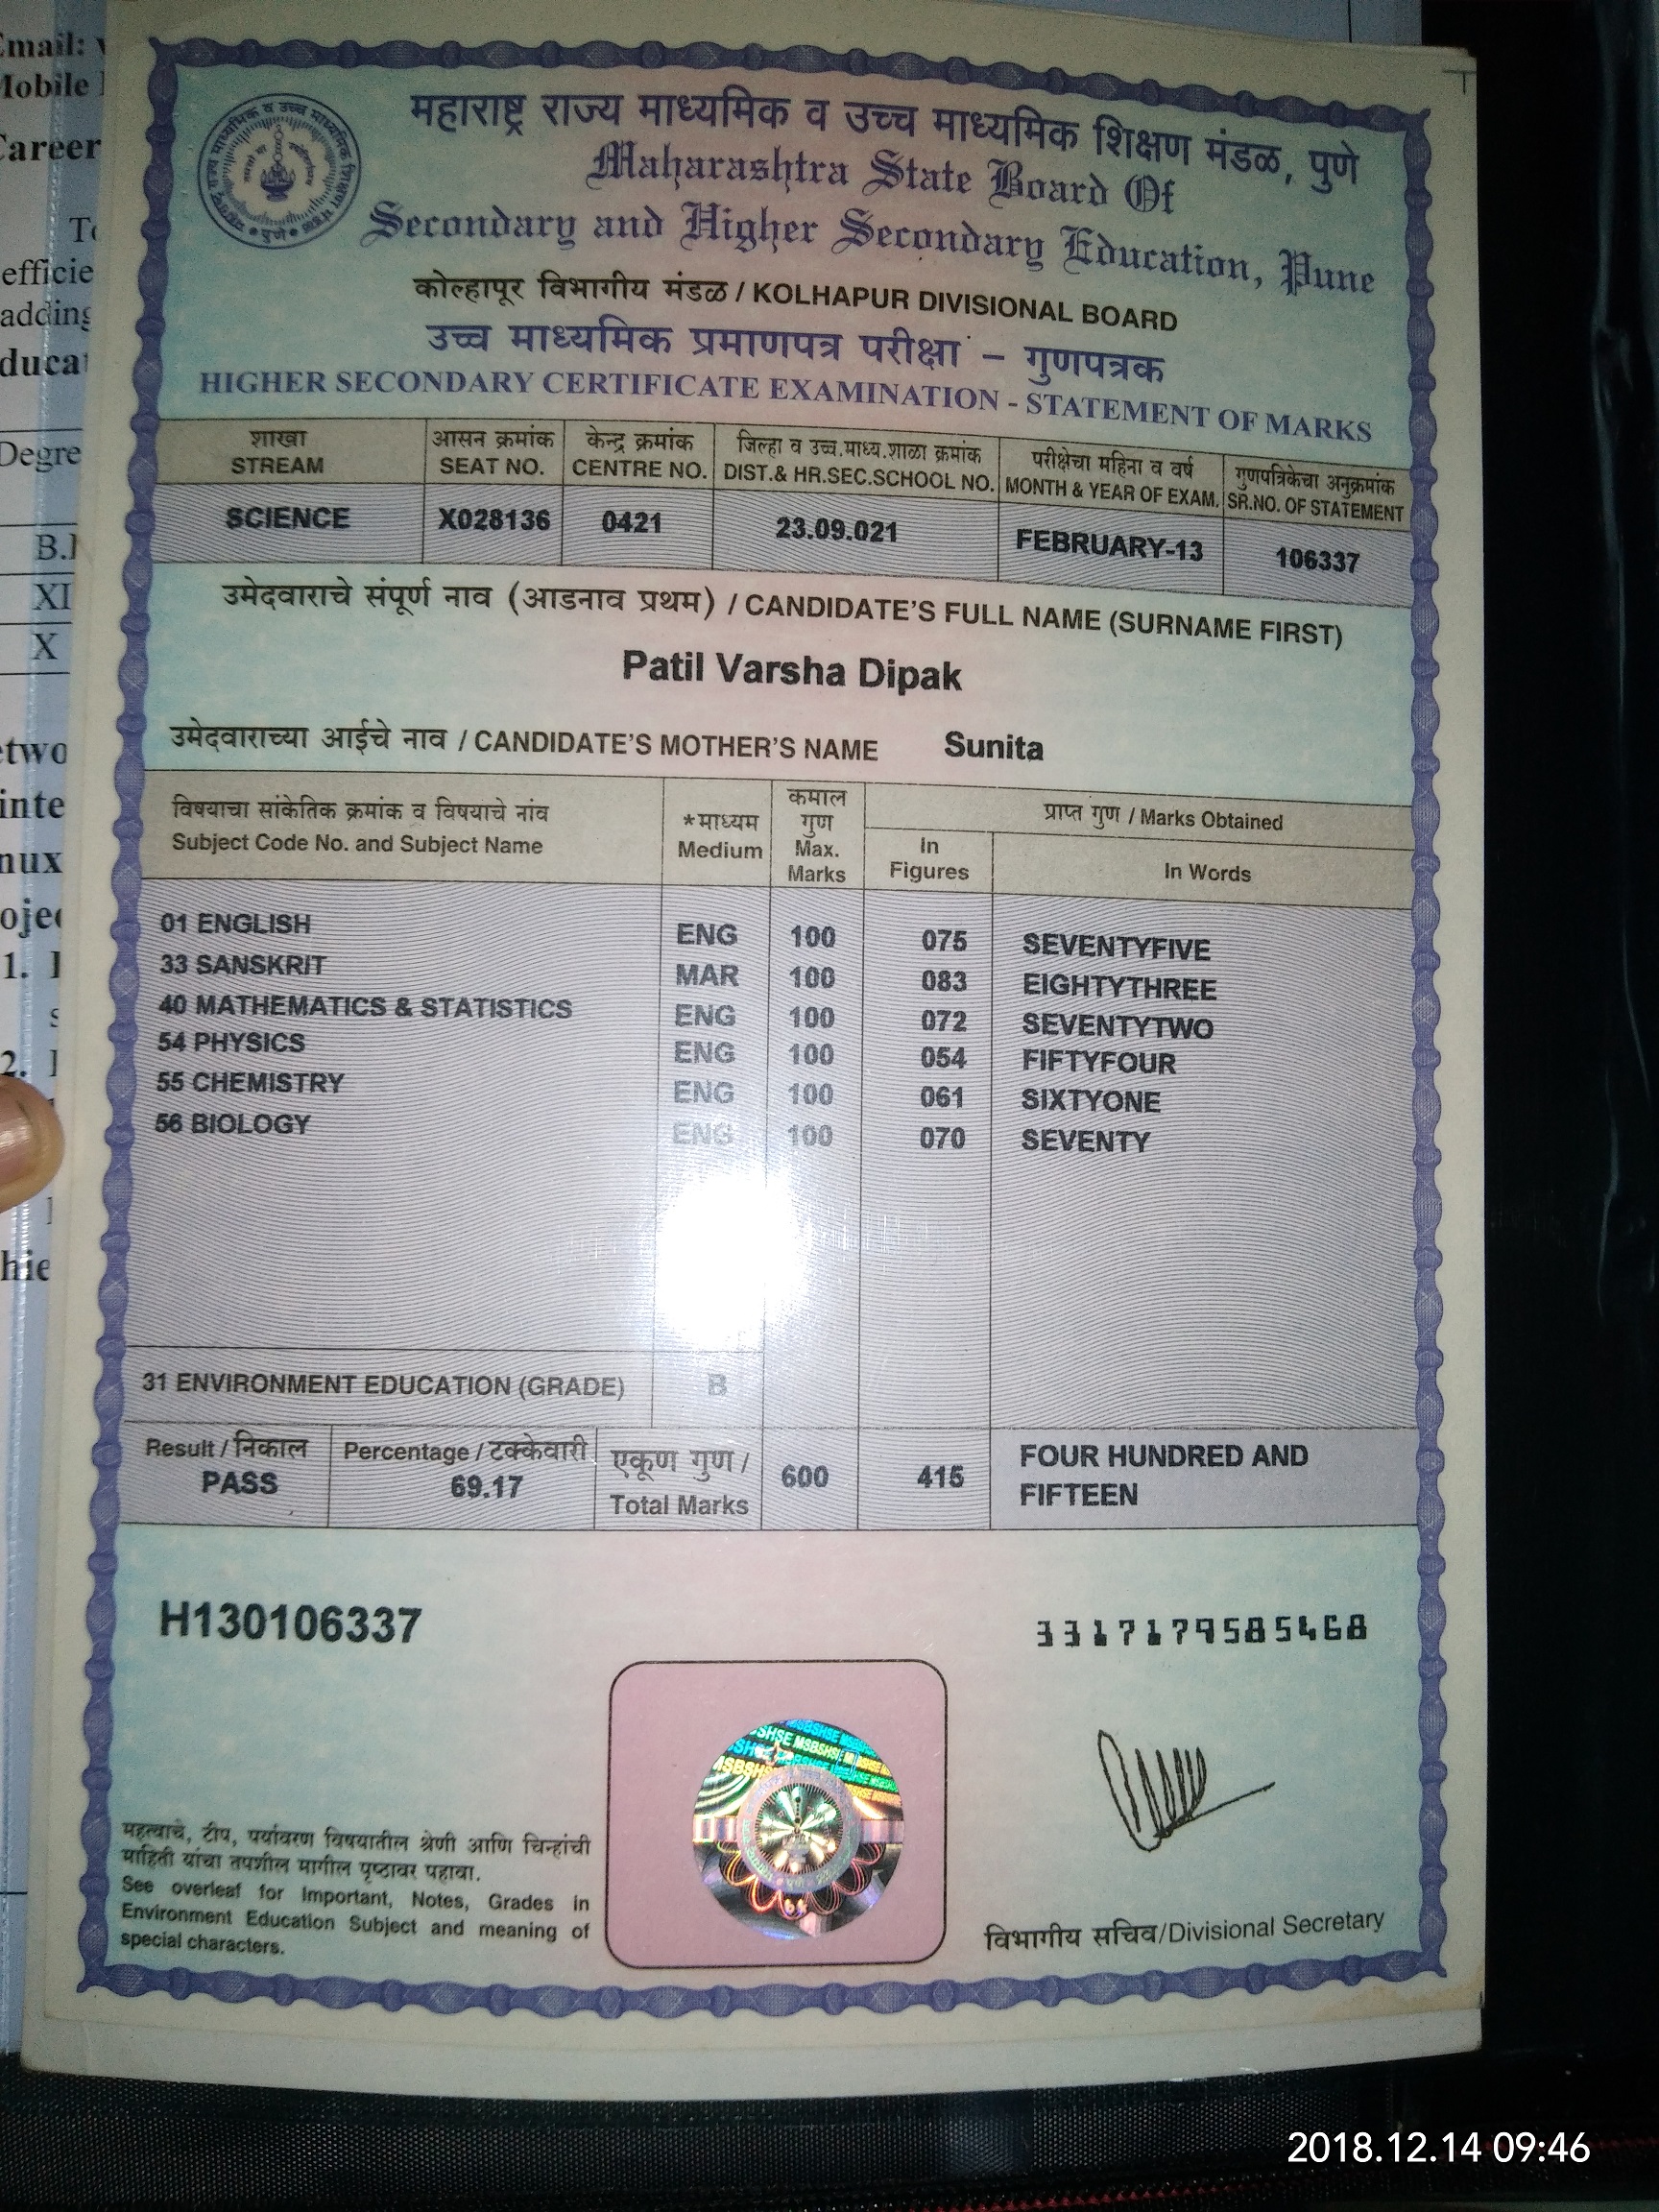 Email: v
Mobile
Career
To
efficie
adding
ducat
Degre
B.I
XI
X
etwo
inte
nux
ojec
1.
2.
hie
महाराष्ट्र राज्य माध्यमिक व उच्च माध्यमिक शिक्षण मंडळ, पुणे
Maharashtra State Board Of
Secondary and Higher Secondary Education, Pune
कोल्हापूर विभागीय मंडळ / KOLHAPUR DIVISIONAL BOARD
उच्च माध्यमिक प्रमाणपत्र परीक्षा – गुणपत्रक
HIGHER SECONDARY CERTIFICATE EXAMINATION - STATEMENT OF MARKS
शाखा आसन क्रमांक केन्द्र क्रमांक जिल्हा व उच्च.माध्य.शाळा क्रमांक परीक्षेचा महिना व वर्ष गुणपत्रिकेचा अनुक्रमांक
STREAM SEAT NO. CENTRE NO. DIST.& HR.SEC.SCHOOL NO. MONTH & YEAR OF EXAM. SR.NO. OF STATEMENT
SCIENCE X028136 0421 23.09.021 FEBRUARY-13 106337
उमेदवाराचे संपूर्ण नाव (आडनाव प्रथम) / CANDIDATE'S FULL NAME (SURNAME FIRST)
Patil Varsha Dipak
उमेदवाराच्या आईचे नाव / CANDIDATE'S MOTHER'S NAME Sunita
विषयाचा सांकेतिक क्रमांक व विषयाचे नांव
Subject Code No. and Subject Name
*माध्यम
Medium
कमाल
गुण
Max.
Marks
प्राप्त गुण / Marks Obtained
In
Figures
In Words
01 ENGLISH ENG 100 075 SEVENTYFIVE
33 SANSKRIT MAR 100 083 EIGHTYTHREE
40 MATHEMATICS & STATISTICS ENG 100 072 SEVENTYTWO
54 PHYSICS ENG 100 054 FIFTYFOUR
55 CHEMISTRY ENG 100 061 SIXTYONE
56 BIOLOGY ENG 100 070 SEVENTY
31 ENVIRONMENT EDUCATION (GRADE) B
Result / निकाल
PASS
Percentage / टक्केवारी
69.17
एकूण गुण /
Total Marks
600
415
FOUR HUNDRED AND
FIFTEEN
H130106337
3317179585468
महत्वाचे, टीप, पर्यावरण विषयातील श्रेणी आणि चिन्हांची
माहिती यांचा तपशील मागील पृष्ठावर पहावा.
See overleaf for Important, Notes, Grades in
Environment Education Subject and meaning of
special characters.
विभागीय सचिव/Divisional Secretary
2018.12.14 09:46